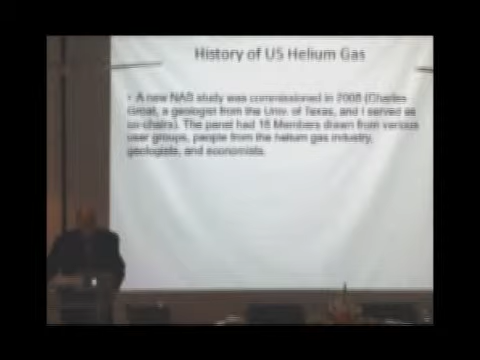 History of US Helium Gas
• A new NAS study was commissioned in 2008 (Charles
Groat, a geologist from the Univ. of Texas, and I served as
co-chairs). The panel had 16 Members drawn from various
user groups, people from the helium gas industry,
geologists, and economists.